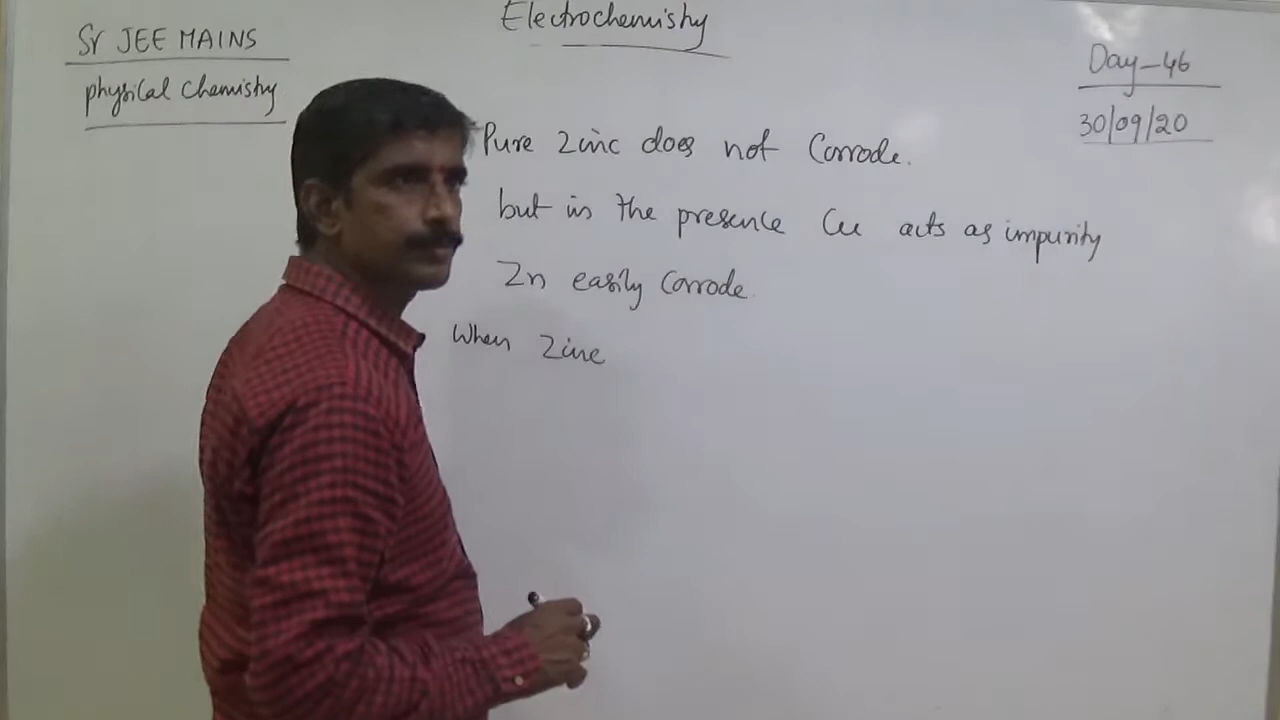 Electrochemistry
Sr JEE MAINS
physical chemistry
Day-46
30/09/20
Pure Zinc does not Corrode.
but in the presence Cu acts as impurity
Zn easily Corrode.
When Zinc